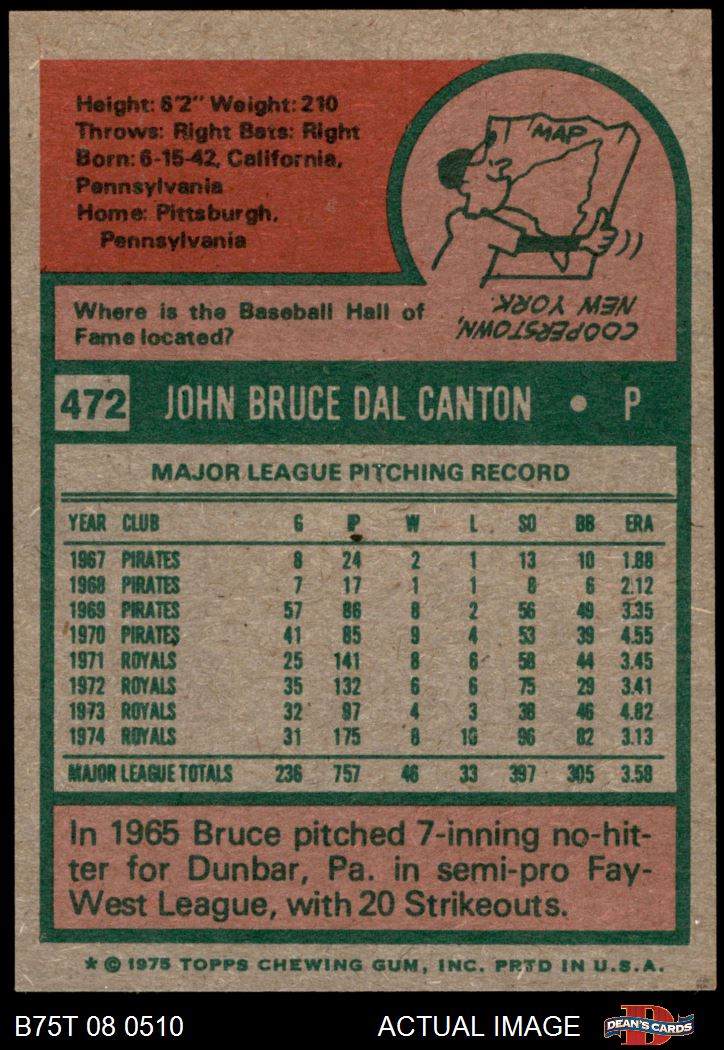 Height: 6'2" Weight: 210
Throws: Right Bats: Right
Born: 6-15-42, California,
Pennsylvania
Home: Pittsburgh,
Pennsylvania
MAP
Where is the Baseball Hall of
Fame located?
COOPERSTOWN,
NEW YORK.
472 JOHN BRUCE DAL CANTON • P
MAJOR LEAGUE PITCHING RECORD
YEAR CLUB G IP W L SO BB ERA
1967 PIRATES 8 24 2 1 13 10 1.88
1968 PIRATES 7 17 1 1 8 6 2.12
1969 PIRATES 57 86 8 2 56 49 3.35
1970 PIRATES 41 85 9 4 53 39 4.55
1971 ROYALS 25 141 8 6 58 44 3.45
1972 ROYALS 35 132 6 6 75 29 3.41
1973 ROYALS 32 97 4 3 38 46 4.82
1974 ROYALS 31 175 8 10 96 82 3.13
MAJOR LEAGUE TOTALS 236 757 46 33 397 305 3.58
In 1965 Bruce pitched 7-inning no-hit-
ter for Dunbar, Pa. in semi-pro Fay-
West League, with 20 Strikeouts.
* © 1975 TOPPS CHEWING GUM, INC. PRTD IN U.S.A.
B75T 08 0510 ACTUAL IMAGE D DEAN'S CARDS